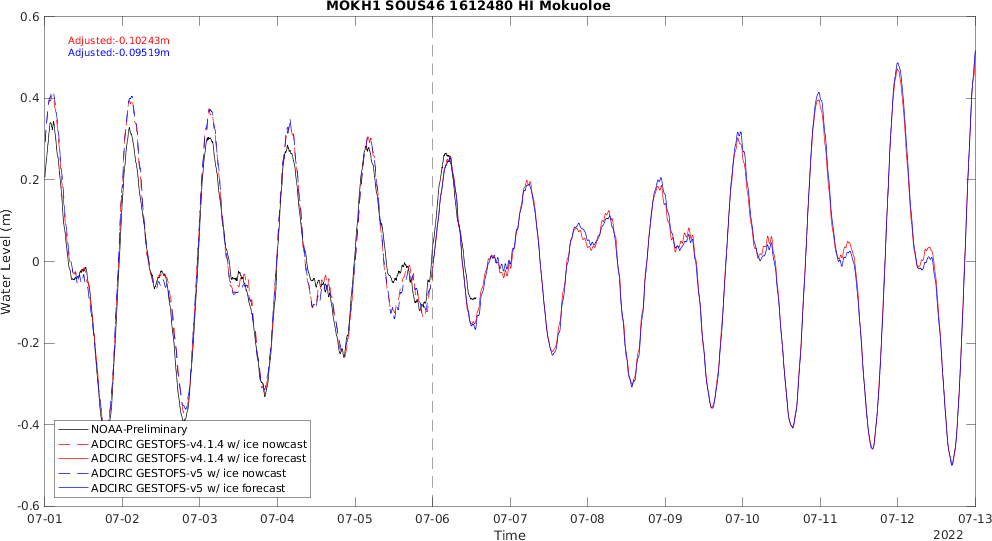 MOKH1 SOUS46 1612480 HI Mokuoloe
Adjusted:-0.10243m
Adjusted:-0.09519m
0.6
0.4
0.2
0
-0.2
-0.4
-0.6
Water Level (m)
NOAA-Preliminary
ADCIRC GESTOFS-v4.1.4 w/ ice nowcast
ADCIRC GESTOFS-v4.1.4 w/ ice forecast
ADCIRC GESTOFS-v5 w/ ice nowcast
ADCIRC GESTOFS-v5 w/ ice forecast
07-01 07-02 07-03 07-04 07-05 07-06 07-07 07-08 07-09 07-10 07-11 07-12 07-13
Time
2022